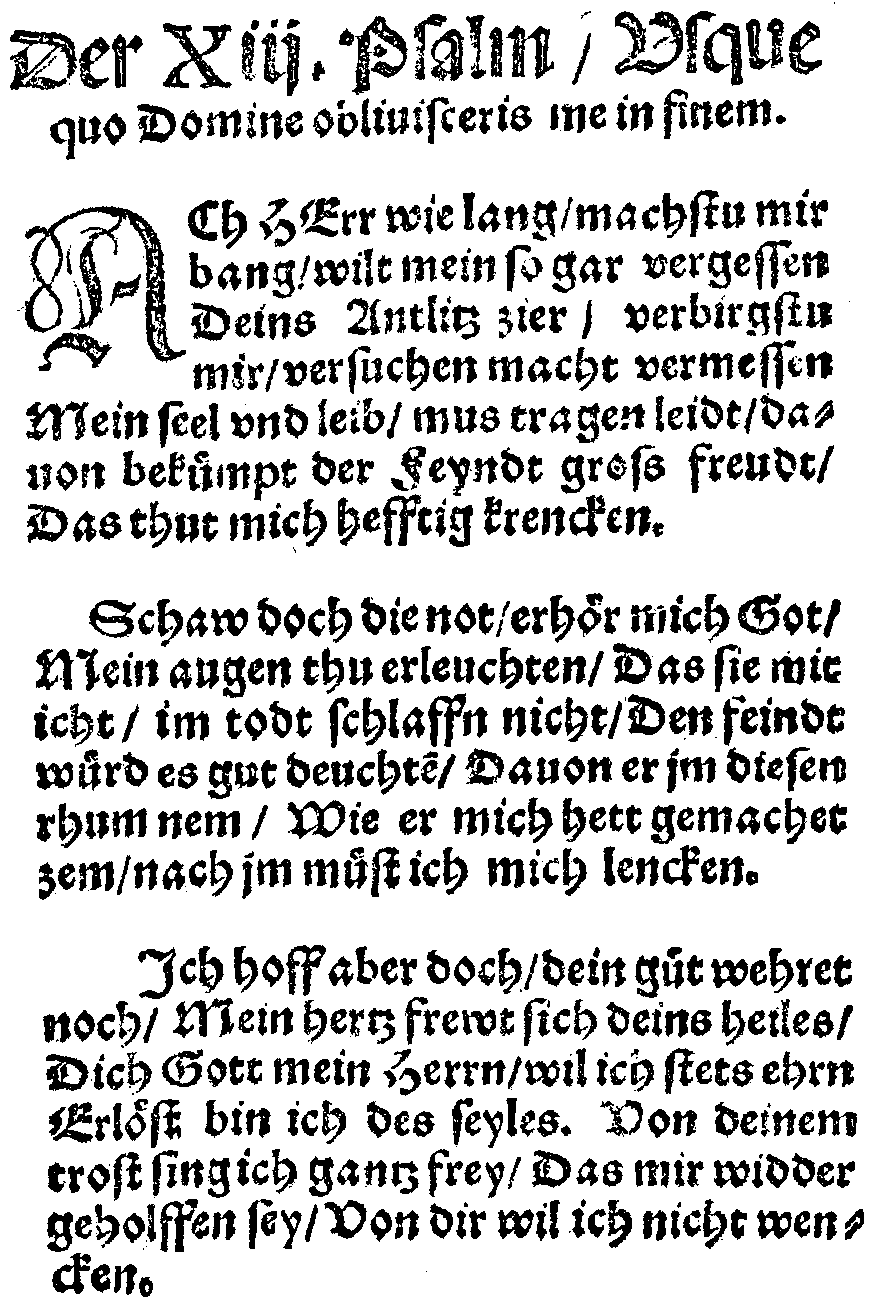 Der Xiij. Psalm / Vsque
quo Domine obliuisceris me in finem.
ACh HErr wie lang/machstu mir
bang/wilt mein so gar vergessen
Deins Antlitz zier / verbirgstu
mir/versuchen macht vermessen
Mein seel vnd leib/ mus tragen leidt/da⸗
uon bekümpt der Feyndt gross freudt/
Das thut mich hefftig krencken.
Schaw doch die not/erhör mich Got/
Mein augen thu erleuchten/ Das sie mit
icht / im todt schlaffn nicht/Den feindt
würd es gut deuchtē/ Dauon er jm diesen
rhum nem / Wie er mich hett gemachet
zem/nach jm müst ich mich lencken.
Ich hoff aber doch/dein güt wehret
noch/ Mein hertz frewt sich deins heiles/
Dich Gott mein Herrn/wil ich stets ehrn
Erlöst bin ich des seyles. Von deinem
trost sing ich gantz frey/ Das mir widder
geholffen sey/Von dir wil ich nicht wen⸗
cken.